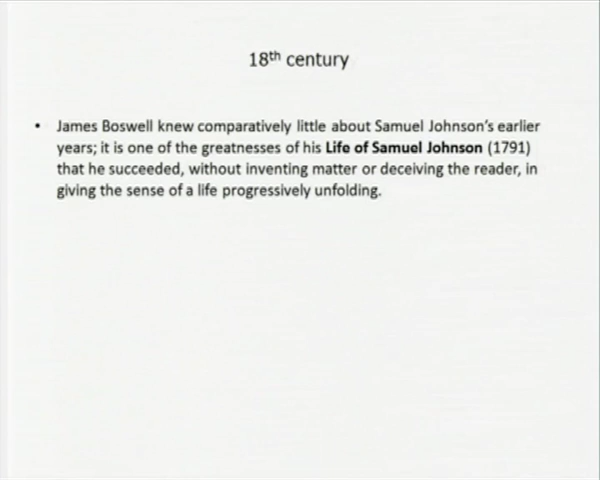 18th century
• James Boswell knew comparatively little about Samuel Johnson's earlier
years; it is one of the greatnesses of his Life of Samuel Johnson (1791)
that he succeeded, without inventing matter or deceiving the reader, in
giving the sense of a life progressively unfolding.